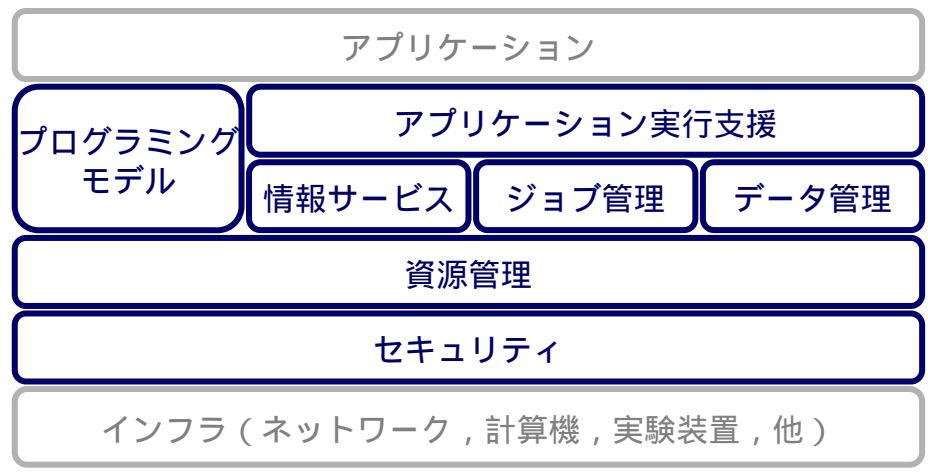 アプリケーション
プログラミング
モデル
アプリケーション実行支援
情報サービス
ジョブ管理
データ管理
資源管理
セキュリティ
インフラ(ネットワーク,計算機,実験装置,他)